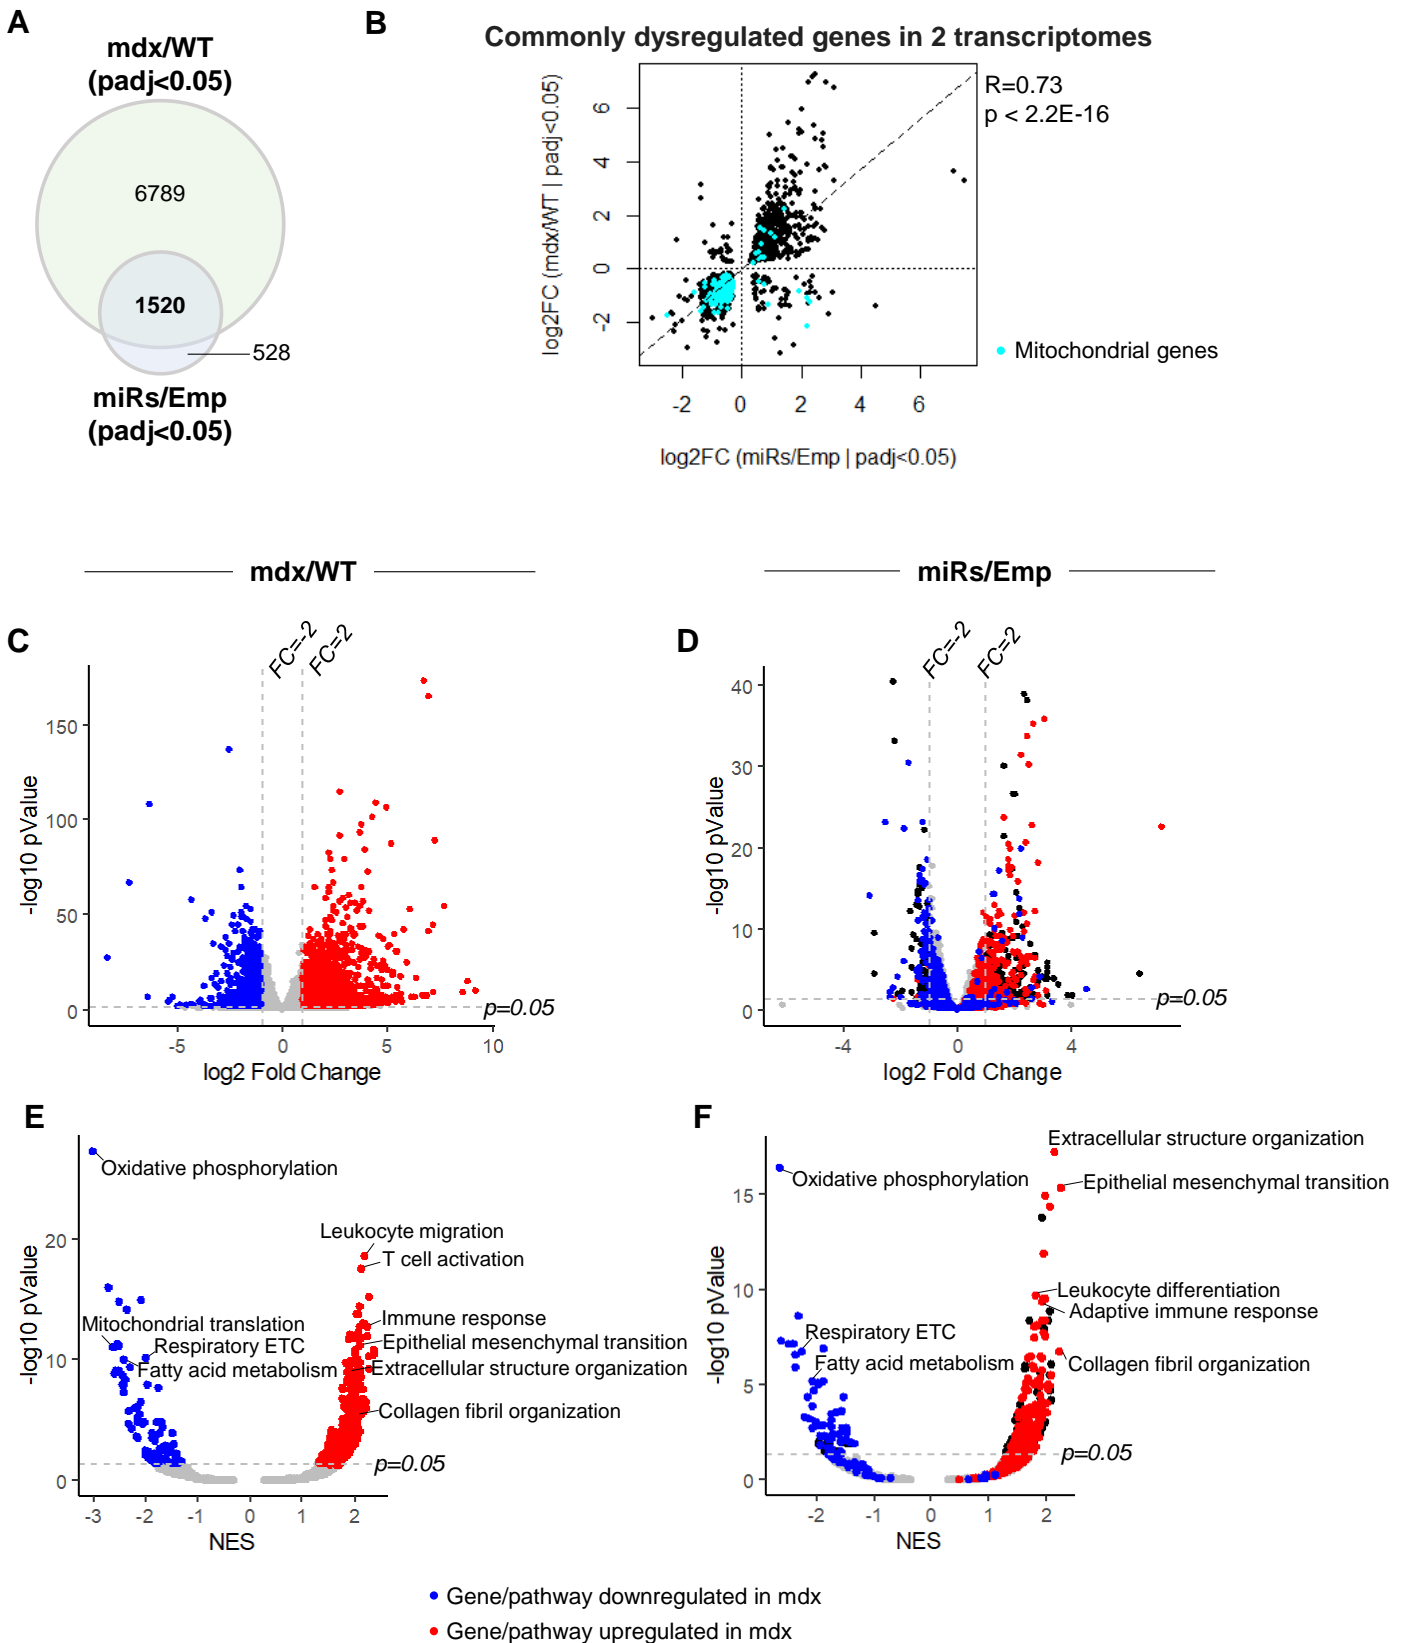 A
mdx/WT
(padj<0.05)
6789
1520
528
miRs/Emp
(padj<0.05)
B
Commonly dysregulated genes in 2 transcriptomes
R=0.73
p < 2.2E-16
log2FC (mdx/WT | padj<0.05)
6
4
2
0
-2
-2 0 2 4 6
log2FC (miRs/Emp | padj<0.05)
Mitochondrial genes
mdx/WT
miRs/Emp
C
FC=-2
FC=2
-log10 pValue
150
100
50
0
p=0.05
-5 0 5 10
log2 Fold Change
D
FC=-2
FC=2
-log10 pValue
40
30
20
10
0
p=0.05
-4 0 4
log2 Fold Change
E
Oxidative phosphorylation
Leukocyte migration
T cell activation
Immune response
Epithelial mesenchymal transition
Extracellular structure organization
Collagen fibril organization
Mitochondrial translation
Respiratory ETC
Fatty acid metabolism
-log10 pValue
20
10
0
p=0.05
-3 -2 -1 0 1 2
NES
F
Extracellular structure organization
Oxidative phosphorylation
Epithelial mesenchymal transition
Leukocyte differentiation
Adaptive immune response
Respiratory ETC
Fatty acid metabolism
Collagen fibril organization
-log10 pValue
15
10
5
0
p=0.05
-2 -1 0 1 2
NES
Gene/pathway downregulated in mdx
Gene/pathway upregulated in mdx